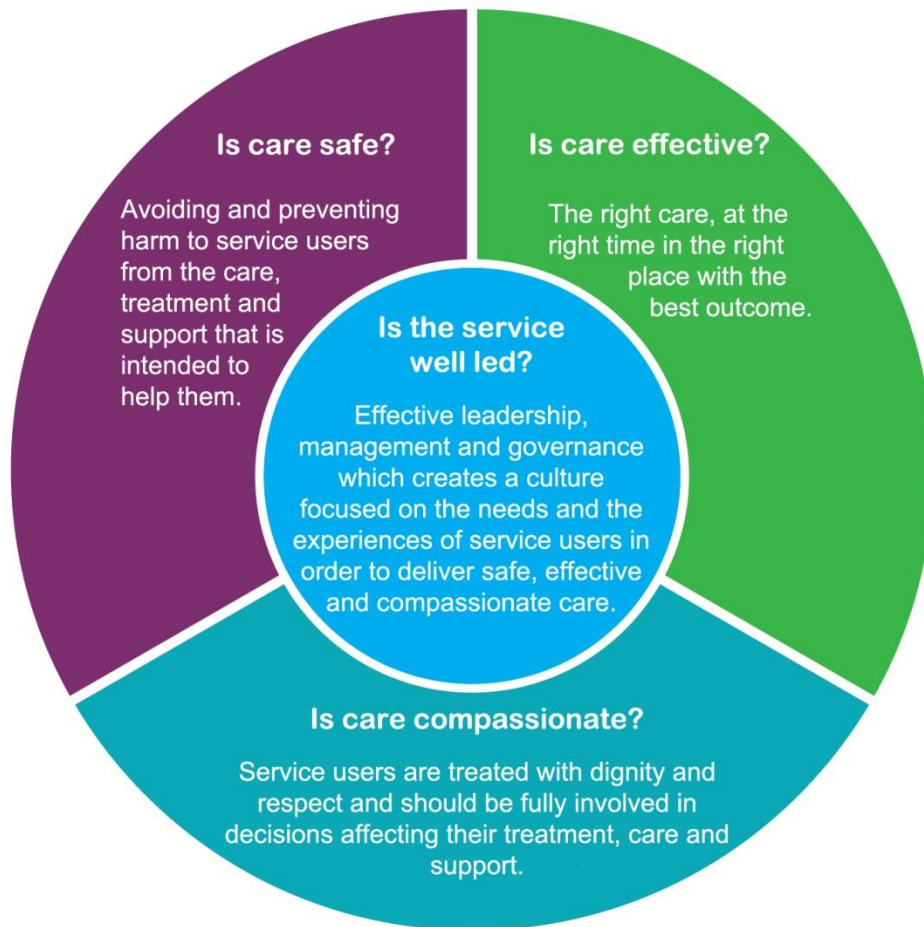 Is care safe?
Avoiding and preventing
harm to service users
from the care,
treatment and
support that is
intended to
help them.
Is care effective?
The right care, at the
right time in the right
place with the
best outcome.
Is the service
well led?
Effective leadership,
management and governance
which creates a culture
focused on the needs and the
experiences of service users in
order to deliver safe, effective
and compassionate care.
Is care compassionate?
Service users are treated with dignity and
respect and should be fully involved in
decisions affecting their treatment, care and
support.